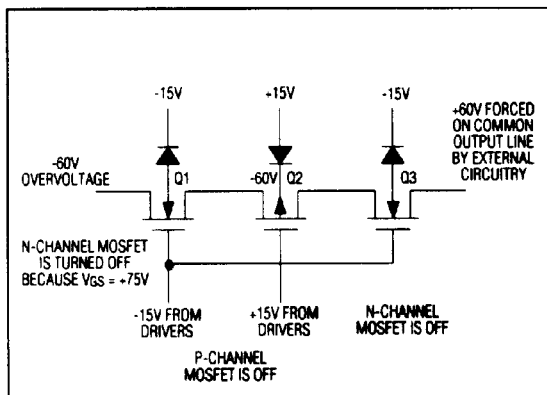 -15V
+15V
-15V
+60V FORCED
ON COMMON
OUTPUT LINE
BY EXTERNAL
CIRCUITRY
-60V
OVERVOLTAGE
Q1
-60V
Q2
Q3
N-CHANNEL MOSFET
IS TURNED OFF
BECAUSE VGS = +75V
-15V FROM
DRIVERS
+15V FROM
DRIVERS
N-CHANNEL
MOSFET IS OFF
P-CHANNEL
MOSFET IS OFF